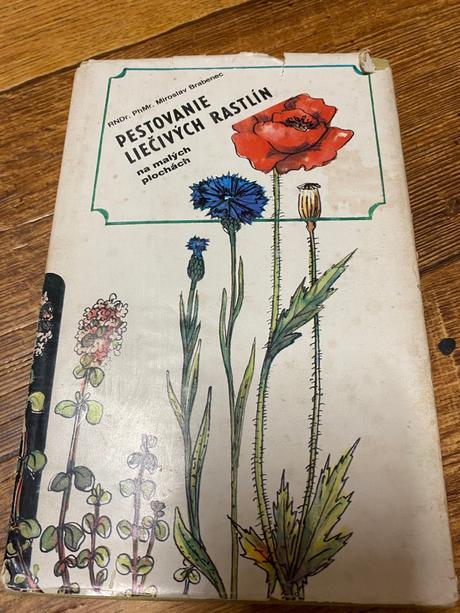 RNDr. PhMr. Miroslav Brabenec
PESTOVANIE
LIEČIVÝCH RASTLÍN
na malých
plochách